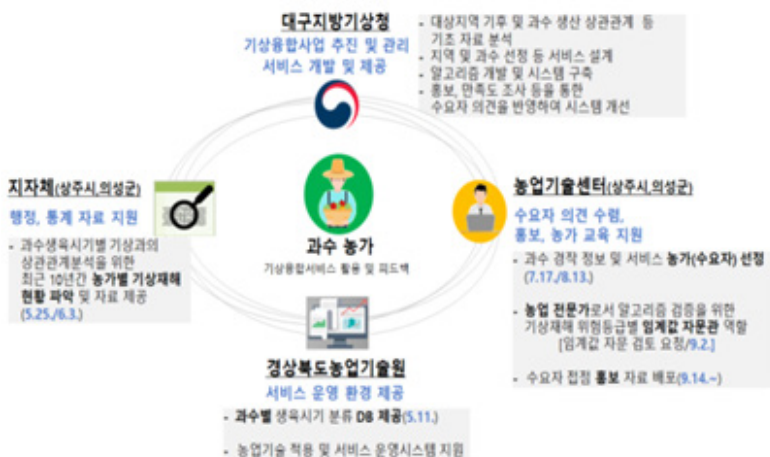 대구지방기상청
기상융합사업 추진 및 관리
서비스 개발 및 제공
- 대상지역 기후 및 과수 생산 상관관계 등
기초 자료 분석
- 지역 및 과수 선정 등 서비스 설계
- 알고리즘 개발 및 시스템 구축
- 홍보, 만족도 조사 등을 통한
수요자 의견을 반영하여 시스템 개선
지자체(상주시,의성군)
행정, 통계 자료 지원
- 과수생육시기별 기상과의
상관관계분석을 위한
최근 10년간 농가별 기상재해
현황 파악 및 자료 제공
(5.25./6.3.)
과수 농가
기상융합서비스 활용 및 피드백
농업기술센터(상주시,의성군)
수요자 의견 수렴,
홍보, 농가 교육 지원
- 과수 경작 정보 및 서비스 농가(수요자) 선정
(7.17./8.13.)
- 농업 전문가로서 알고리즘 검증을 위한
기상재해 위험등급별 임계값 자문관 역할
[임계값 자문 검토 요청/9.2.]
- 수요자 접점 홍보 자료 배포(9.14.~)
경상북도농업기술원
서비스 운영 환경 제공
- 과수별 생육시기 분류 DB 제공(5.11.)
- 농업기술 적용 및 서비스 운영시스템 지원